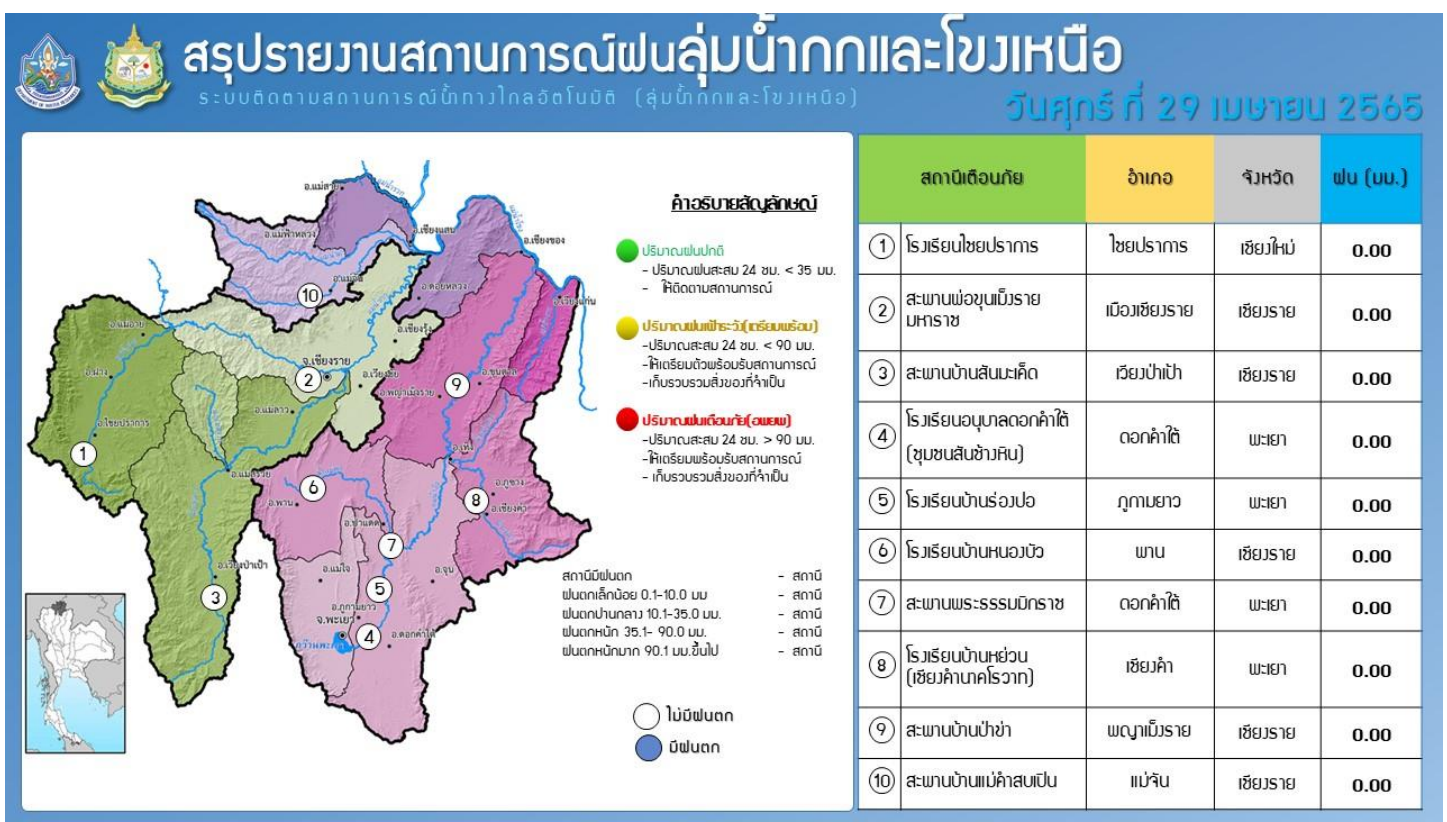 สรุปรายงานสถานการณ์ฝนลุ่มน้ำกกและโขงเหนือ
ระบบติดตามสถานการณ์น้ำทางไกลอัตโนมัติ (ลุ่มน้ำกกและโขงเหนือ)
วันศุกร์ ที่ 29 เมษายน 2565
อ.แม่สาย
อ.แม่ฟ้าหลวง
อ.เชียงแสน
อ.เชียงของ
อ.แม่จัน
10
อ.ดอยหลวง
อ.เวียงแก่น
อ.แม่อาย
อ.เชียงรุ้ง
จ.เชียงราย
2
อ.ฝาง
อ.เวียงชัย
9
อ.ขุนตาล
อ.พญาเม็งราย
อ.แม่ลาว
อ.ไชยปราการ
1
อ.เทิง
อ.แม่สรวย
6
อ.พาน
8
อ.ภูซาง
อ.เชียงคำ
อ.ป่าแดด
7
อ.เวียงป่าเป้า
3
อ.แม่ใจ
5
อ.จุน
อ.ภูกามยาว
จ.พะเยา
4
อ.ดอกคำใต้
กว๊านพะเยา
คำอธิบายสัญลักษณ์
ปริมาณฝนปกติ
- ปริมาณฝนสะสม 24 ชม. < 35 มม.
- ให้ติดตามสถานการณ์
ปริมาณฝนเฝ้าระวัง(เตรียมพร้อม)
-ปริมาณสะสม 24 ชม. < 90 มม.
-ให้เตรียมตัวพร้อมรับสถานการณ์
-เก็บรวบรวมสิ่งของที่จำเป็น
ปริมาณฝนเตือนภัย(อพยพ)
-ปริมาณสะสม 24 ชม. > 90 มม.
-ให้เตรียมพร้อมรับสถานการณ์
- เก็บรวบรวมสิ่งของที่จำเป็น
สถานีมีฝนตก - สถานี
ฝนตกเล็กน้อย 0.1-10.0 มม - สถานี
ฝนตกปานกลาง 10.1-35.0 มม. - สถานี
ฝนตกหนัก 35.1- 90.0 มม. - สถานี
ฝนตกหนักมาก 90.1 มม.ขึ้นไป - สถานี
ไม่มีฝนตก
มีฝนตก
สถานีเตือนภัย อำเภอ จังหวัด ฝน (มม.)
1 โรงเรียนไชยปราการ ไชยปราการ เชียงใหม่ 0.00
2 สะพานพ่อขุนเม็งราย
มหาราช เมืองเชียงราย เชียงราย 0.00
3 สะพานบ้านสันมะเค็ด เวียงป่าเป้า เชียงราย 0.00
4 โรงเรียนอนุบาลดอกคำใต้
(ชุมชนสันช้างหิน) ดอกคำใต้ พะเยา 0.00
5 โรงเรียนบ้านร่องปอ ภูกามยาว พะเยา 0.00
6 โรงเรียนบ้านหนองบัว พาน เชียงราย 0.00
7 สะพานพระธรรมมิกราช ดอกคำใต้ พะเยา 0.00
8 โรงเรียนบ้านหย่วน
(เชียงคำนาคโรวาท) เชียงคำ พะเยา 0.00
9 สะพานบ้านป่าข่า พญาเม็งราย เชียงราย 0.00
10 สะพานบ้านแม่คำสบเปิน แม่จัน เชียงราย 0.00